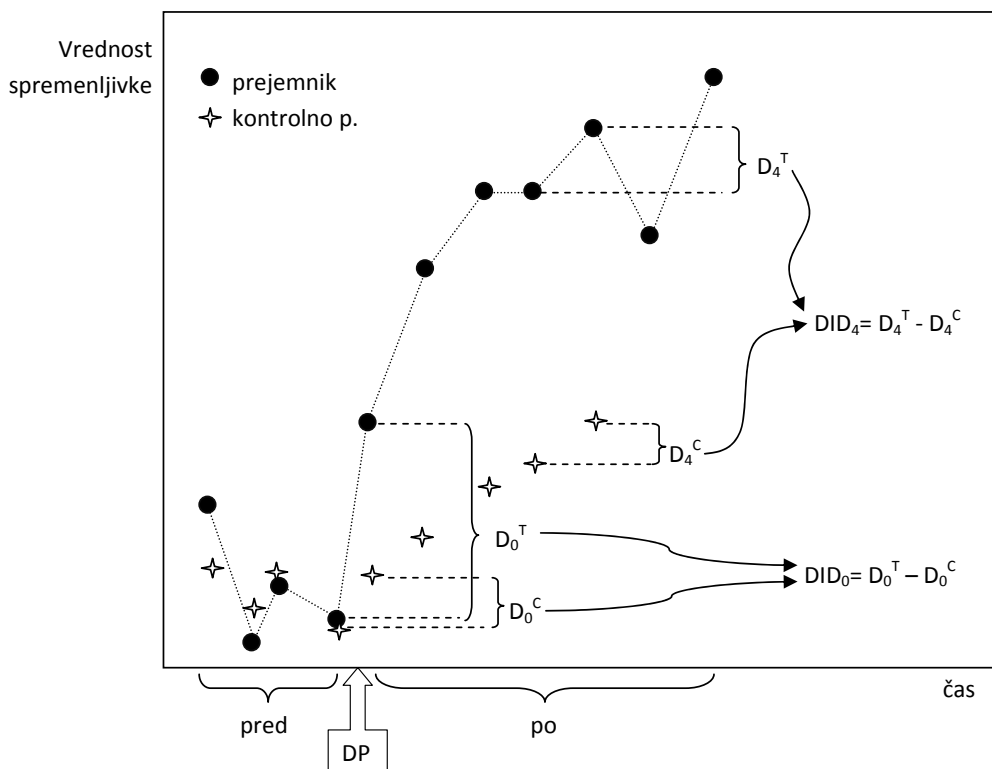 Vrednost
spremenljivke
prejemnik
kontrolno p.
D₄ᵀ
DID₄= D₄ᵀ - D₄ᶜ
D₄ᶜ
D₀ᵀ
DID₀= D₀ᵀ – D₀ᶜ
D₀ᶜ
čas
pred
po
DP